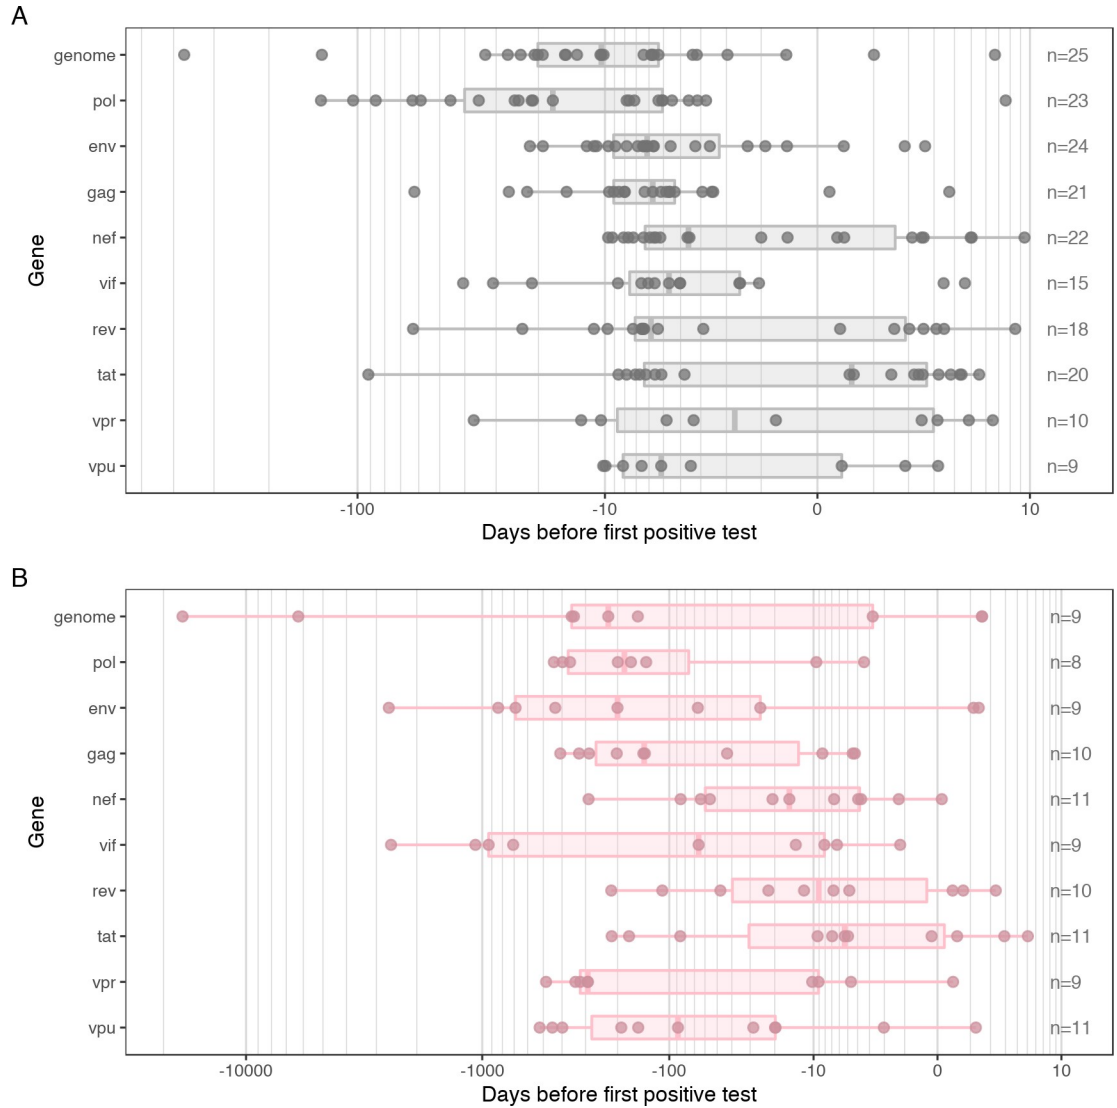 A
genome n=25
pol n=23
env n=24
gag n=21
nef n=22
vif n=15
rev n=18
tat n=20
vpr n=10
vpu n=9
Gene
-100 -10 0 10
Days before first positive test
B
genome n=9
pol n=8
env n=9
gag n=10
nef n=11
vif n=9
rev n=10
tat n=11
vpr n=9
vpu n=11
Gene
-10000 -1000 -100 -10 0 10
Days before first positive test